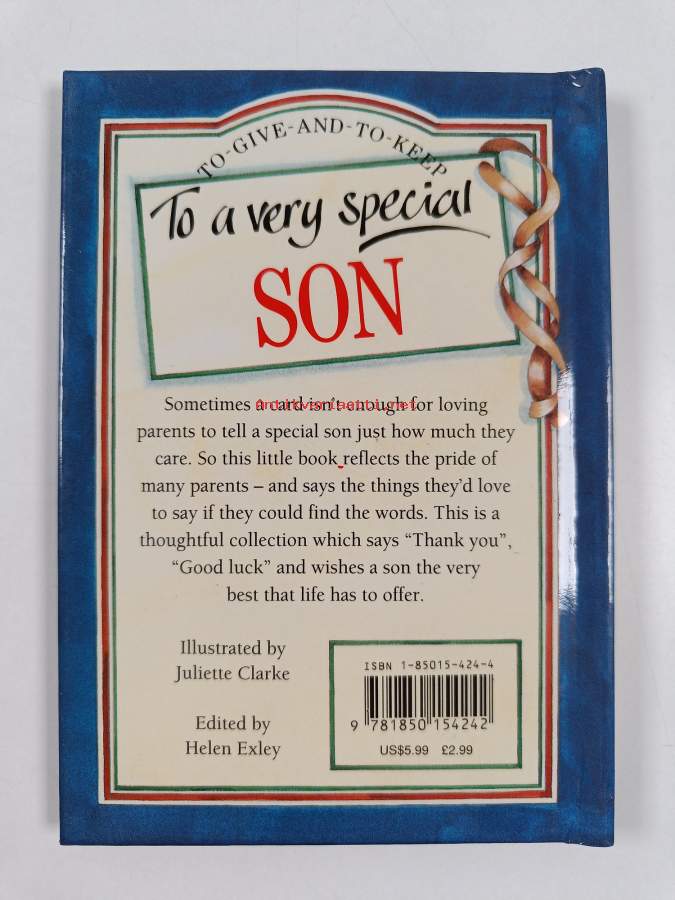 TO-GIVE-AND-TO-KEEP
To a very special
SON
Sometimes a card isn't enough for loving
parents to tell a special son just how much they
care. So this little book reflects the pride of
many parents – and says the things they'd love
to say if they could find the words. This is a
thoughtful collection which says “Thank you”,
“Good luck” and wishes a son the very
best that life has to offer.
Illustrated by
Juliette Clarke
Edited by
Helen Exley
ISBN 1-85015-424-4
9 781850 154242
US$5.99 £2.99